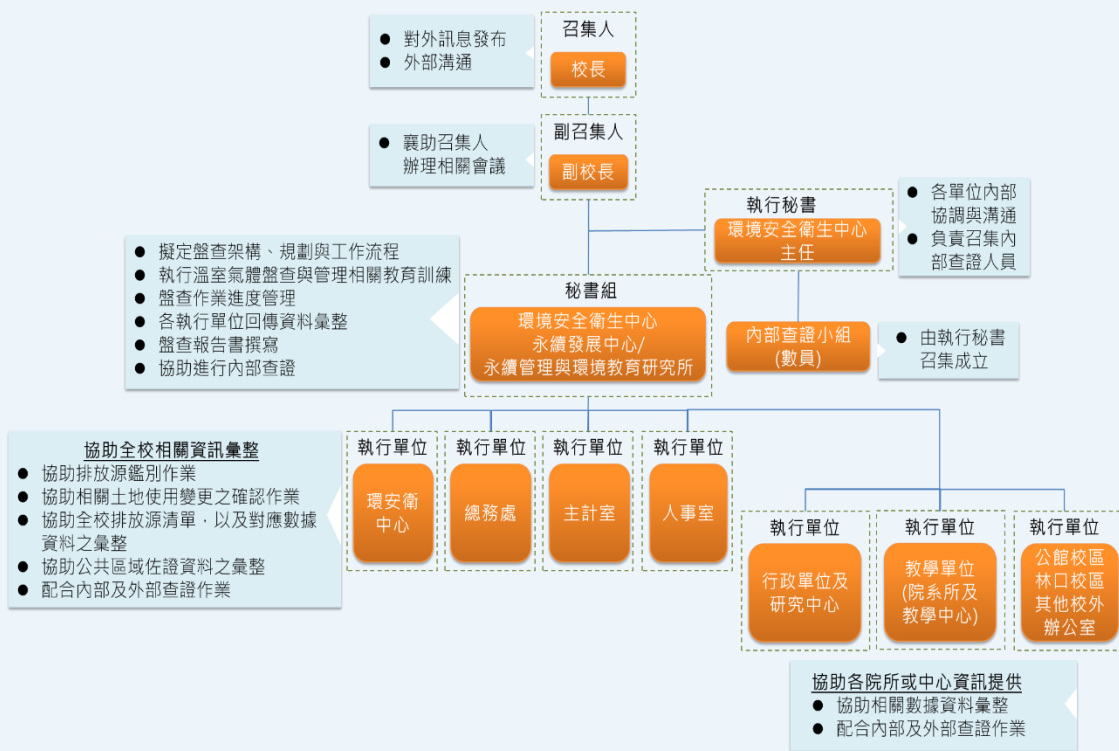 召集人
校長
● 對外訊息發布
● 外部溝通
副召集人
副校長
● 襄助召集人
辦理相關會議
執行秘書
環境安全衛生中心
主任
● 各單位內部
協調與溝通
● 負責召集內
部查證人員
● 擬定盤查架構、規劃與工作流程
● 執行溫室氣體盤查與管理相關教育訓練
● 盤查作業進度管理
● 各執行單位回傳資料彙整
● 盤查報告書撰寫
● 協助進行內部查證
秘書組
環境安全衛生中心
永續發展中心/
永續管理與環境教育研究所
內部查證小組
(數員)
● 由執行秘書
召集成立
協助全校相關資訊彙整
● 協助排放源鑑別作業
● 協助相關土地使用變更之確認作業
● 協助全校排放源清單，以及對應數據
資料之彙整
● 協助公共區域佐證資料之彙整
● 配合內部及外部查證作業
執行單位
環安衛
中心
執行單位
總務處
執行單位
主計室
執行單位
人事室
執行單位
行政單位及
研究中心
執行單位
教學單位
(院系所及
教學中心)
執行單位
公館校區
林口校區
其他校外
辦公室
協助各院所或中心資訊提供
● 協助相關數據資料彙整
● 配合內部及外部查證作業